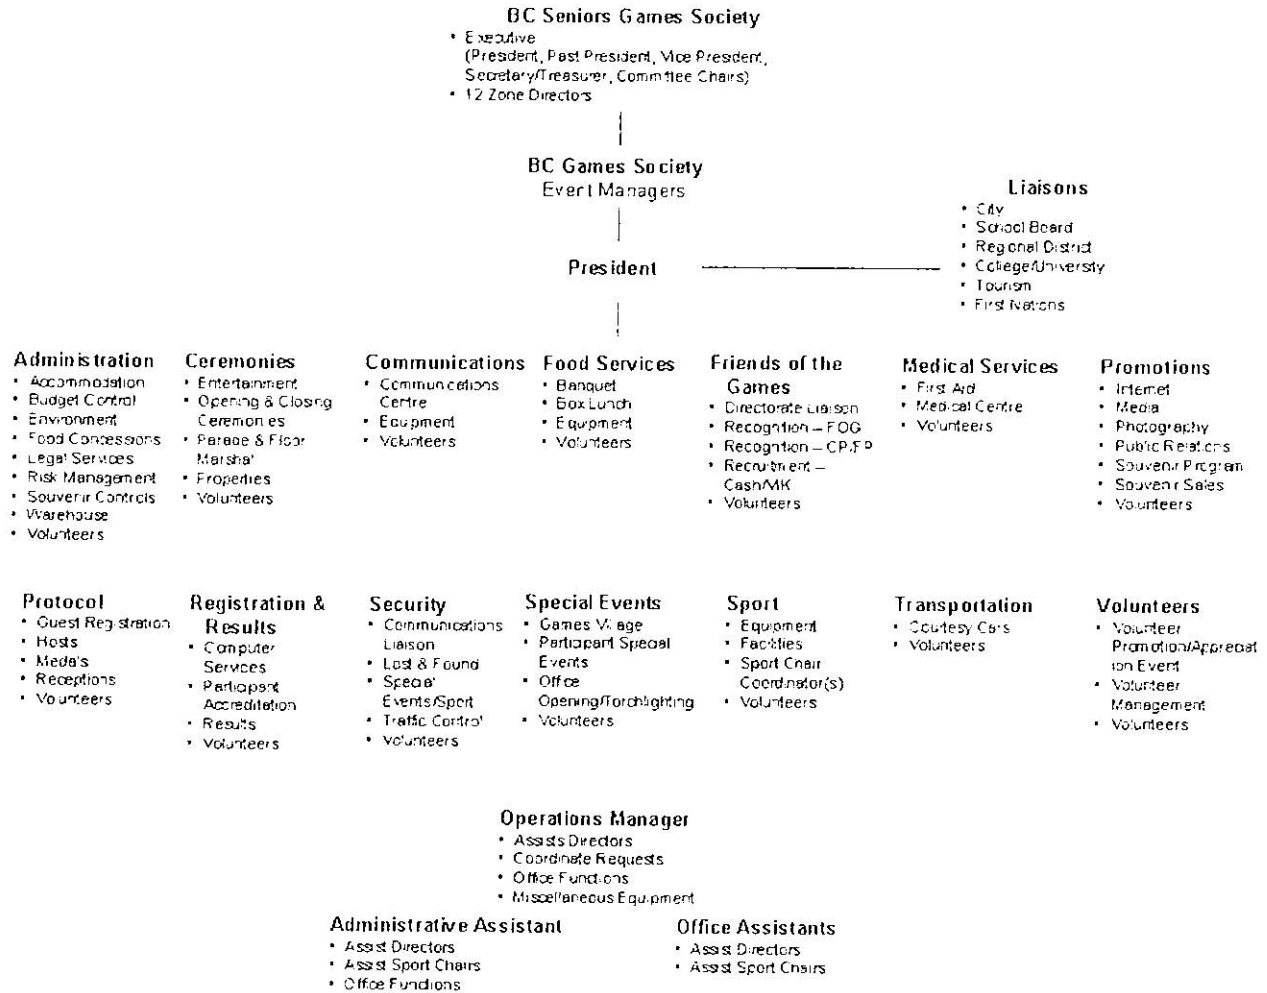 BC Seniors Games Society
• Executive
(President, Past President, Vice President,
Secretary/Treasurer, Committee Chairs)
• 12 Zone Directors
BC Games Society
Event Managers
President
Liaisons
• City
• School Board
• Regional District
• College/University
• Tourism
• First Nations
Administration
• Accommodation
• Budget Control
• Environment
• Food Concessions
• Legal Services
• Risk Management
• Souvenir Controls
• Warehouse
• Volunteers
Ceremonies
• Entertainment
• Opening & Closing
Ceremonies
• Parade & Floor
Marshal
• Properties
• Volunteers
Communications
• Communications
Centre
• Equipment
• Volunteers
Food Services
• Banquet
• Box Lunch
• Equipment
• Volunteers
Friends of the
Games
• Directorate Liaison
• Recognition – FOG
• Recognition – CP/FP
• Recruitment –
Cash/MK
• Volunteers
Medical Services
• First Aid
• Medical Centre
• Volunteers
Promotions
• Internet
• Media
• Photography
• Public Relations
• Souvenir Program
• Souvenir Sales
• Volunteers
Protocol
• Guest Registration
• Hosts
• Medals
• Receptions
• Volunteers
Registration &
Results
• Computer
Services
• Participant
Accreditation
• Results
• Volunteers
Security
• Communications
Liaison
• Lost & Found
• Special
Events/Sport
• Traffic Control
• Volunteers
Special Events
• Games Village
• Participant Special
Events
• Office
Opening/Torchlighting
• Volunteers
Sport
• Equipment
• Facilities
• Sport Chair
Coordinator(s)
• Volunteers
Transportation
• Courtesy Cars
• Volunteers
Volunteers
• Volunteer
Promotion/Appreciat
ion Event
• Volunteer
Management
• Volunteers
Operations Manager
• Assists Directors
• Coordinate Requests
• Office Functions
• Miscellaneous Equipment
Administrative Assistant
• Assist Directors
• Assist Sport Chairs
• Office Functions
Office Assistants
• Assist Directors
• Assist Sport Chairs